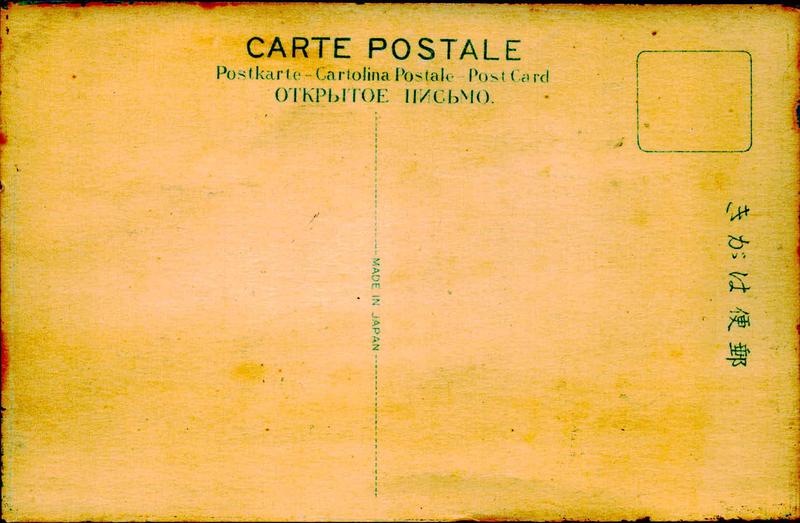 CARTE POSTALE
Postkarte-Cartolina Postale-Post Card
ОТКРЫТОЕ ПИСЬМО.
MADE IN JAPAN
きがは便郵